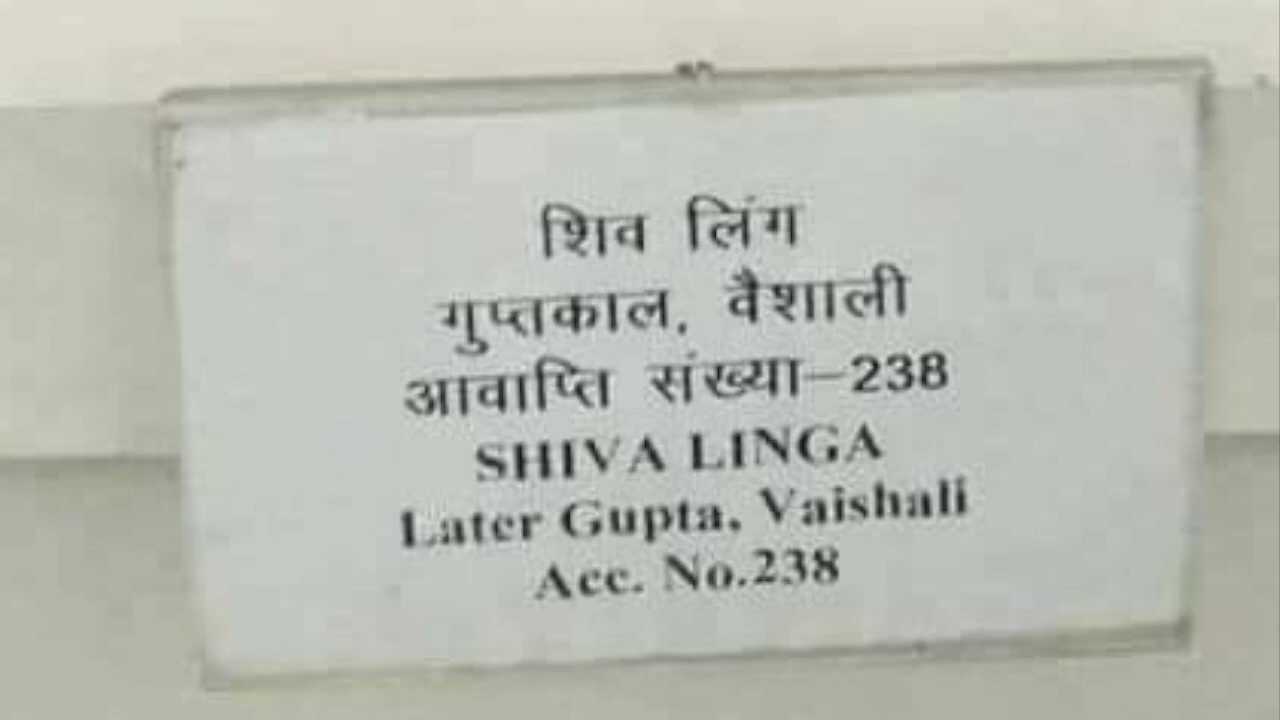 शिव लिंग
गुप्तकाल, वैशाली
आवाप्ति संख्या–238
SHIVA LINGA
Later Gupta, Vaishali
Acc. No.238